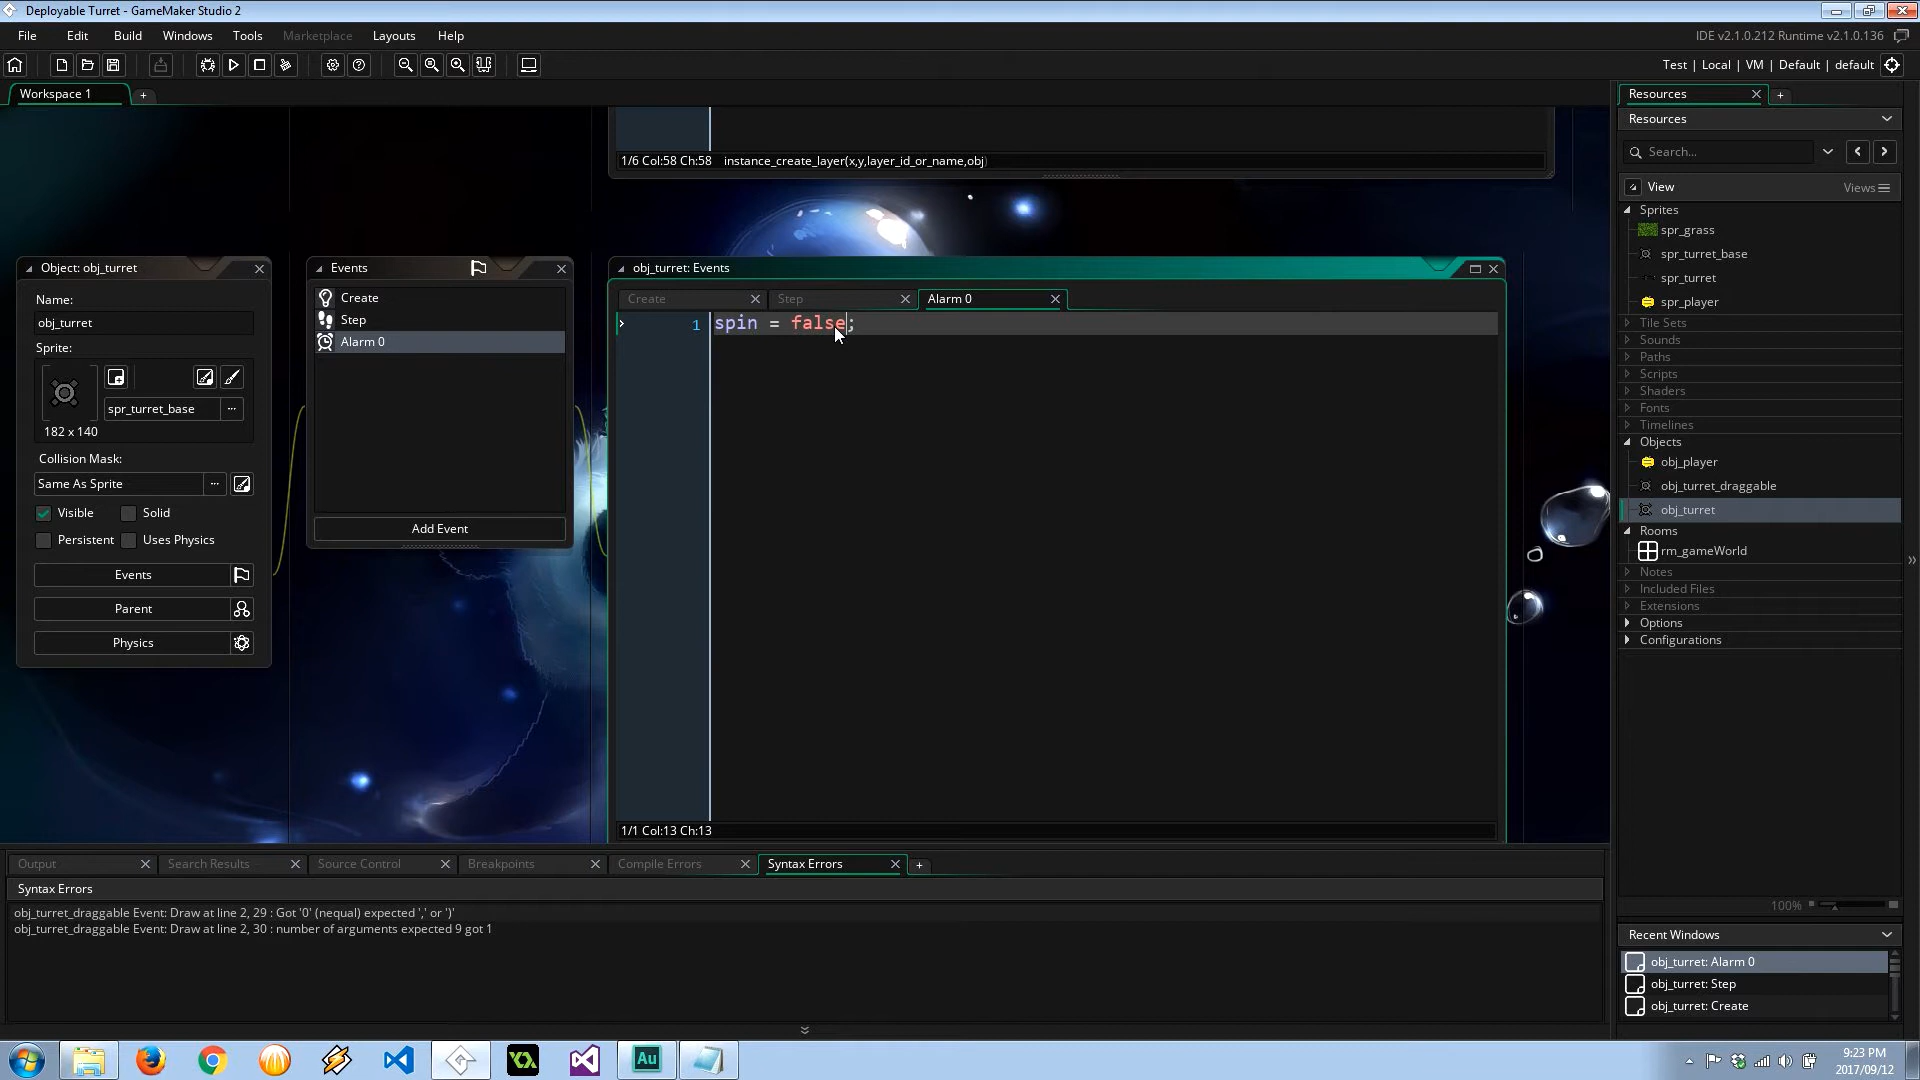 Deployable Turret - GameMaker Studio 2
File Edit Build Windows Tools Marketplace Layouts Help
IDE v2.1.0.212 Runtime v2.1.0.136
Test | Local | VM | Default | default
Workspace 1
Resources
Resources
Search...
View Views
Sprites
spr_grass
spr_turret_base
spr_turret
spr_player
Tile Sets
Sounds
Paths
Scripts
Shaders
Fonts
Timelines
Objects
obj_player
obj_turret_draggable
obj_turret
Rooms
rm_gameWorld
Notes
Included Files
Extensions
Options
Configurations
100%
Recent Windows
obj_turret: Alarm 0
obj_turret: Step
obj_turret: Create
1/6 Col:58 Ch:58 instance_create_layer(x,y,layer_id_or_name,obj)
Object: obj_turret
Name:
obj_turret
Sprite:
spr_turret_base
182 x 140
Collision Mask:
Same As Sprite
Visible Solid
Persistent Uses Physics
Events
Parent
Physics
Events
Create
Step
Alarm 0
Add Event
obj_turret: Events
Create Step Alarm 0
1 spin = false;
1/1 Col:13 Ch:13
Output Search Results Source Control Breakpoints Compile Errors Syntax Errors
Syntax Errors
obj_turret_draggable Event: Draw at line 2, 29 : Got '0' (nequal) expected ',' or ')'
obj_turret_draggable Event: Draw at line 2, 30 : number of arguments expected 9 got 1
Au
9:23 PM
2017/09/12